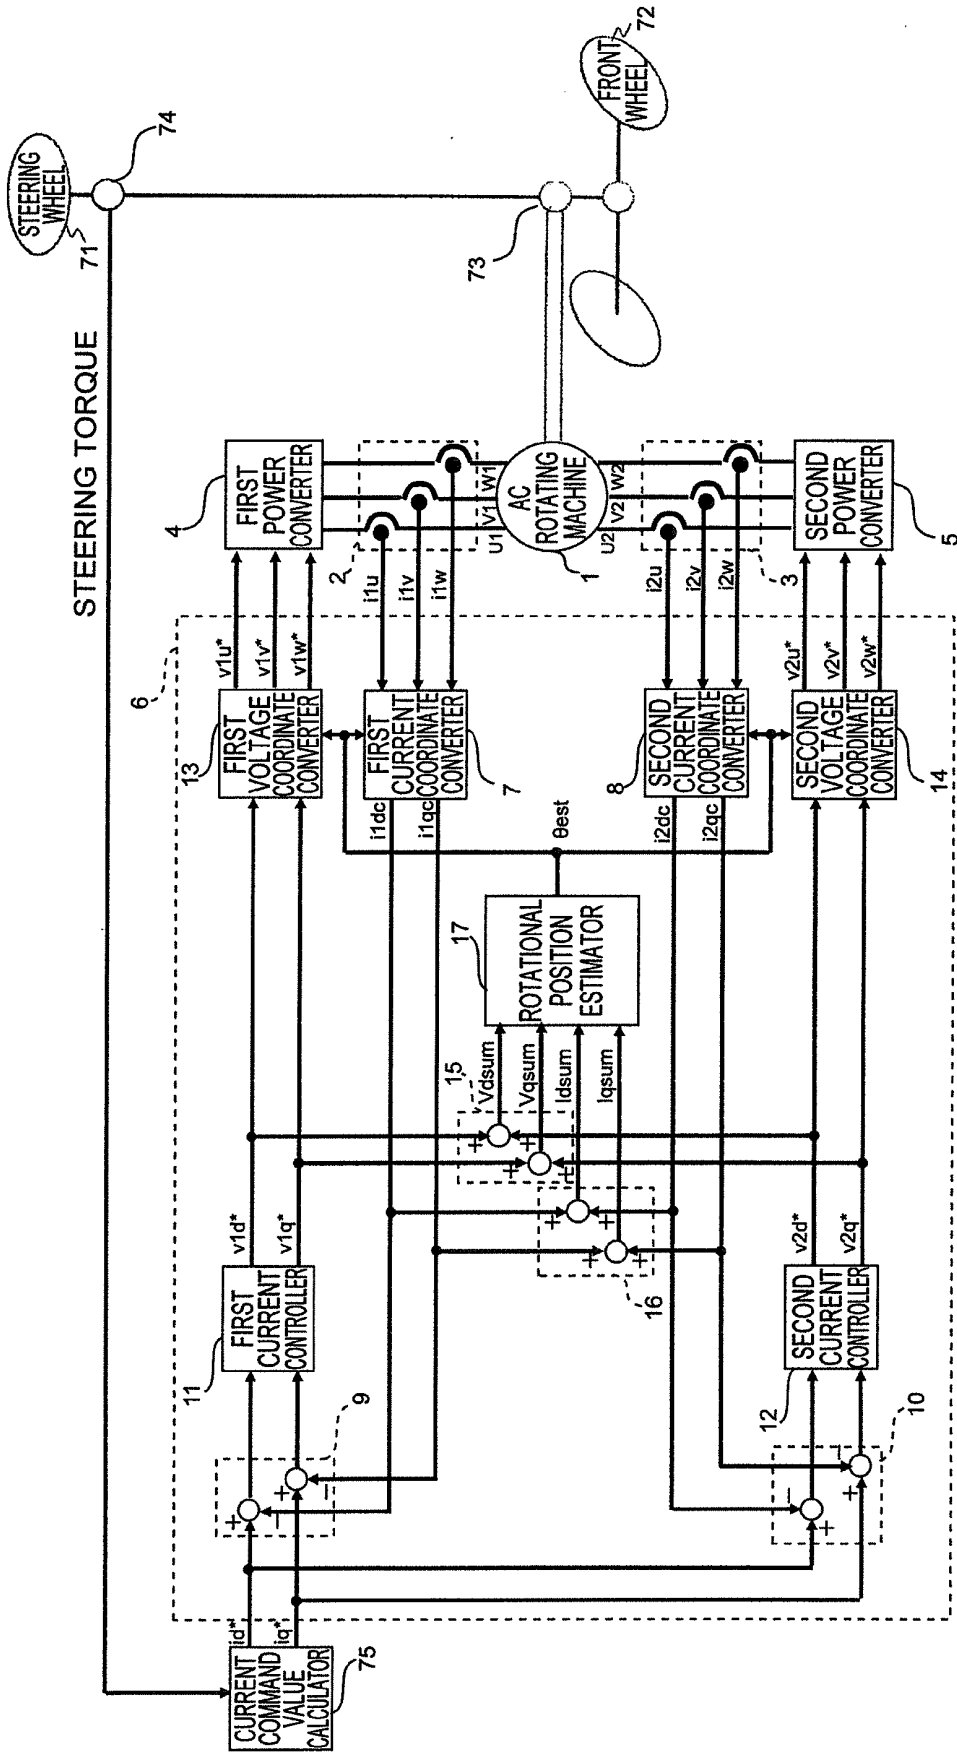 STEERING WHEEL
71
74
STEERING TORQUE
73
72
FRONT WHEEL
4
FIRST
POWER
CONVERTER
2
U1
V1
W1
AC
ROTATING
MACHINE
1
U2
V2
W2
3
SECOND
POWER
CONVERTER
5
6
v1u*
v1v*
v1w*
i1u
i1v
i1w
i2u
i2v
i2w
v2u*
v2v*
v2w*
13
FIRST
VOLTAGE
COORDINATE
CONVERTER
FIRST
CURRENT
COORDINATE
CONVERTER
7
8
SECOND
CURRENT
COORDINATE
CONVERTER
SECOND
VOLTAGE
COORDINATE
CONVERTER
14
i1dc
i1qc
θest
i2dc
i2qc
17
ROTATIONAL
POSITION
ESTIMATOR
15
Vdsum
Vqsum
Idsum
Iqsum
+
+
+
+
+
+
+
+
16
v1d*
v1q*
v2d*
v2q*
11
FIRST
CURRENT
CONTROLLER
12
SECOND
CURRENT
CONTROLLER
9
+
−
+
−
10
−
+
−
+
id*
iq*
CURRENT
COMMAND
VALUE
CALCULATOR
75